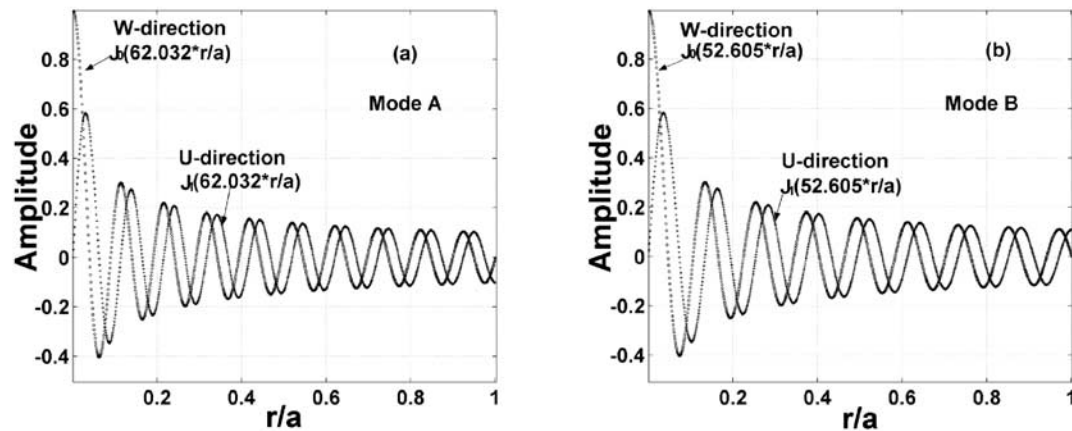 W-direction
J₀(62.032*r/a)
(a)
Mode A
U-direction
J₁(62.032*r/a)
Amplitude
0.8
0.6
0.4
0.2
0
-0.2
-0.4
0.2
0.4
0.6
0.8
1
r/a
W-direction
J₀(52.605*r/a)
(b)
Mode B
U-direction
J₁(52.605*r/a)
Amplitude
0.8
0.6
0.4
0.2
0
-0.2
-0.4
0.2
0.4
0.6
0.8
1
r/a